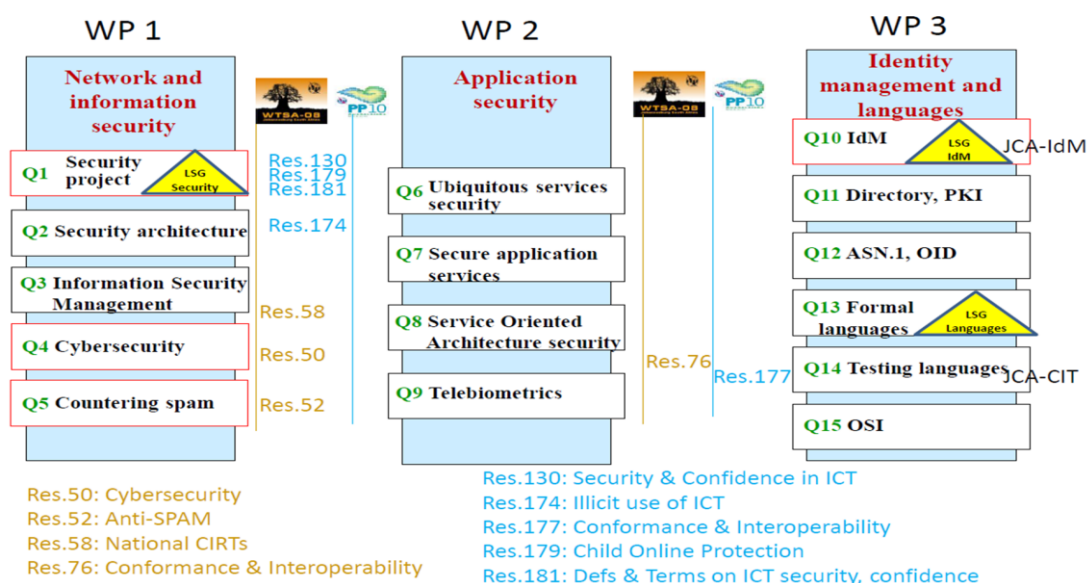 WP 1
WP 2
WP 3
Network and
information
security
Q1 Security
project
LSG
Security
Q2 Security architecture
Q3 Information Security
Management
Q4 Cybersecurity
Q5 Countering spam
WTSA-08
PP10
Res.130
Res.179
Res.181
Res.174
Res.58
Res.50
Res.52
Application
security
Q6 Ubiquitous services
security
Q7 Secure application
services
Q8 Service Oriented
Architecture security
Q9 Telebiometrics
WTSA-08
PP10
Res.76
Res.177
Identity
management and
languages
Q10 IdM
LSG
IdM
JCA-IdM
Q11 Directory, PKI
Q12 ASN.1, OID
Q13 Formal
languages
LSG
Languages
Q14 Testing languages
JCA-CIT
Q15 OSI
Res.50: Cybersecurity
Res.52: Anti-SPAM
Res.58: National CIRTs
Res.76: Conformance & Interoperability
Res.130: Security & Confidence in ICT
Res.174: Illicit use of ICT
Res.177: Conformance & Interoperability
Res.179: Child Online Protection
Res.181: Defs & Terms on ICT security, confidence